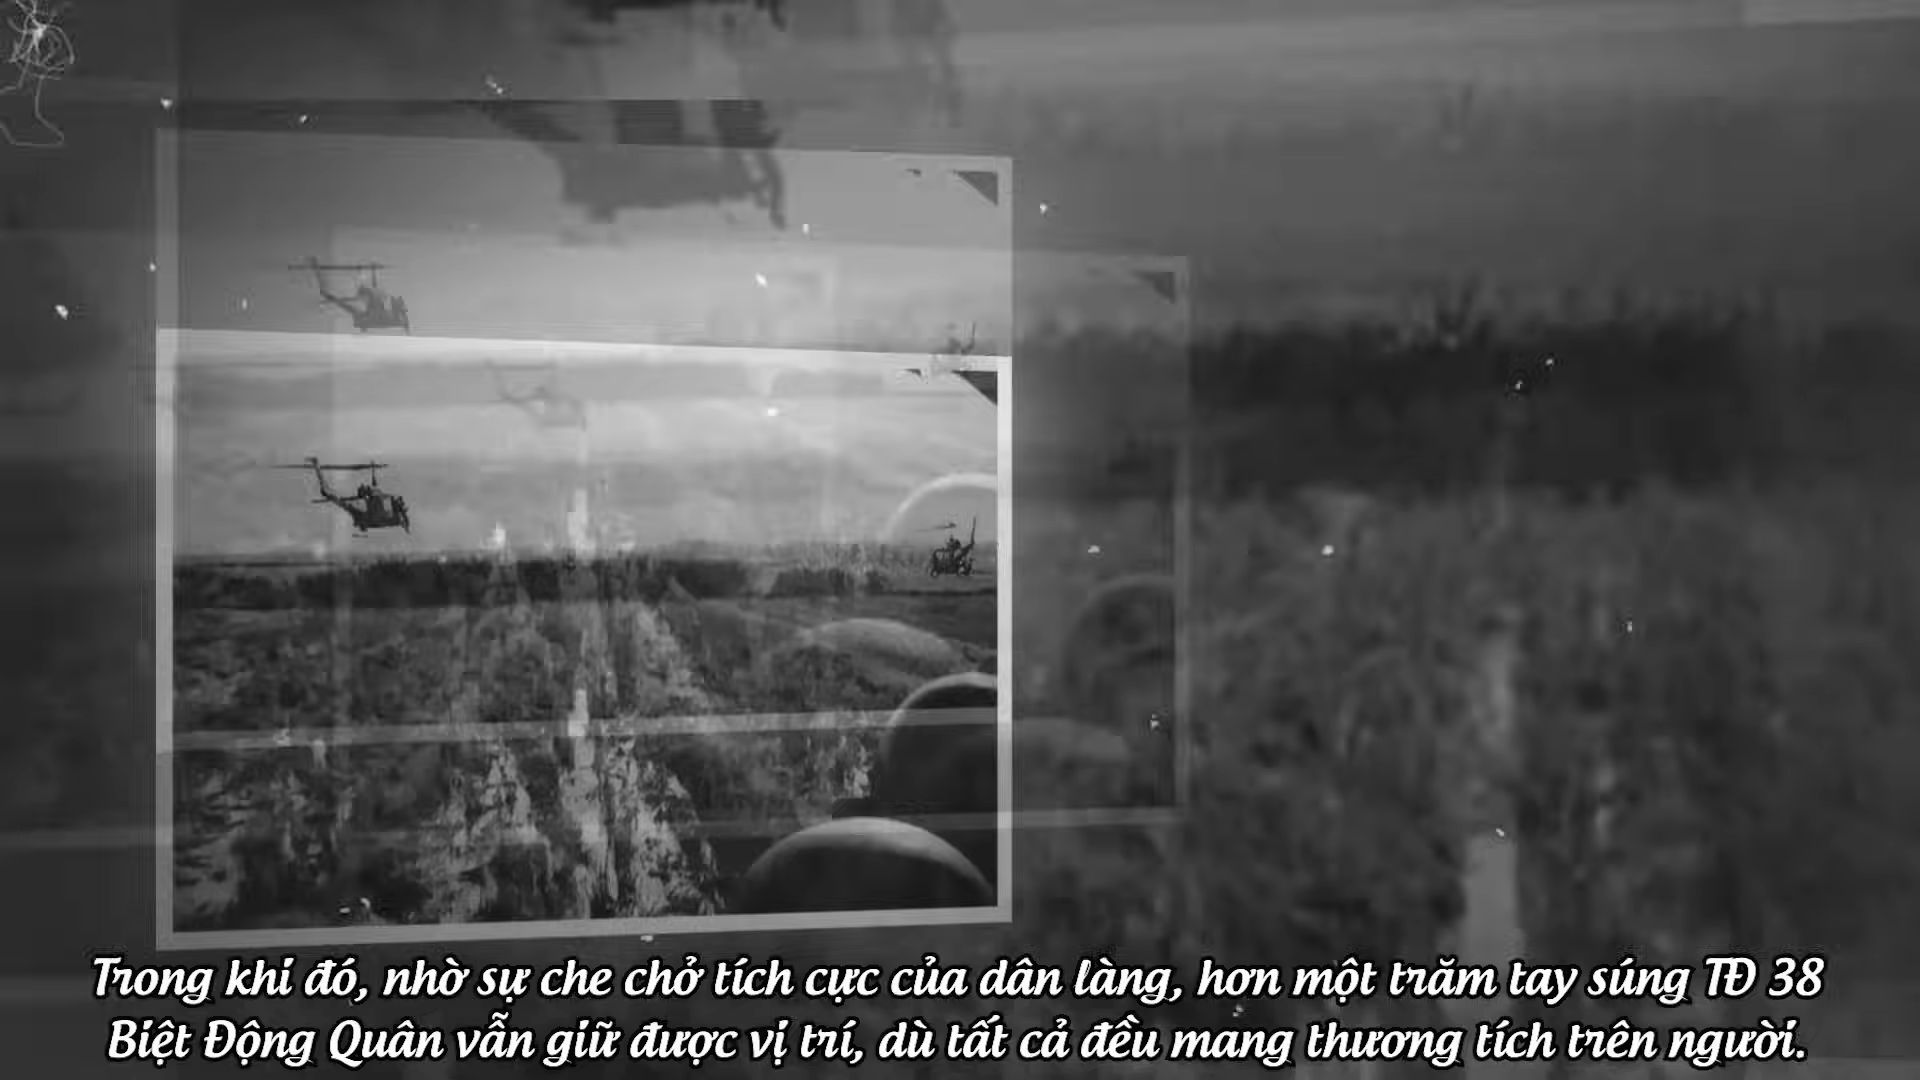 Trong khi đó, nhờ sự che chở tích cực của dân làng, hơn một trăm tay súng TĐ 38
Biệt Động Quân vẫn giữ được vị trí, dù tất cả đều mang thương tích trên người.